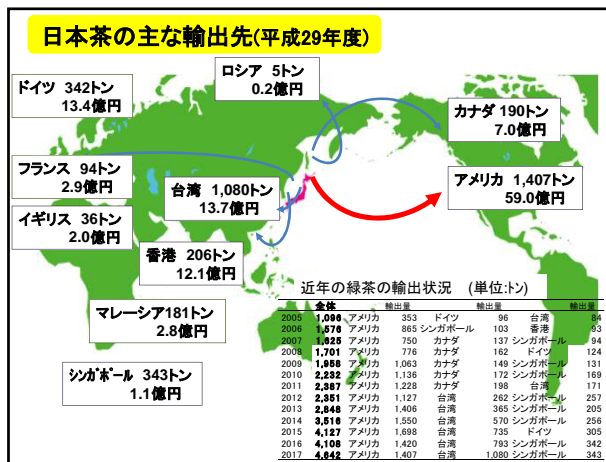 日本茶の主な輸出先(平成29年度)
ロシア 5トン
0.2億円
ドイツ 342トン
13.4億円
カナダ 190トン
7.0億円
フランス 94トン
2.9億円
台湾 1,080トン
13.7億円
アメリカ 1,407トン
59.0億円
イギリス 36トン
2.0億円
香港 206トン
12.1億円
マレーシア181トン
2.8億円
シンガポール 343トン
1.1億円
近年の緑茶の輸出状況 (単位:トン)
全体 輸出量 輸出量 輸出量
2005 1,096 アメリカ 353 ドイツ 96 台湾 84
2006 1,576 アメリカ 865 シンガポール 103 香港 93
2007 1,625 アメリカ 750 カナダ 137 シンガポール 94
2008 1,701 アメリカ 776 カナダ 162 ドイツ 124
2009 1,958 アメリカ 1,063 カナダ 149 シンガポール 131
2010 2,232 アメリカ 1,136 カナダ 172 シンガポール 169
2011 2,387 アメリカ 1,228 カナダ 198 台湾 171
2012 2,351 アメリカ 1,127 台湾 262 シンガポール 257
2013 2,848 アメリカ 1,406 台湾 365 シンガポール 205
2014 3,516 アメリカ 1,550 台湾 570 シンガポール 256
2015 4,127 アメリカ 1,698 台湾 735 ドイツ 305
2016 4,108 アメリカ 1,420 台湾 793 シンガポール 342
2017 4,642 アメリカ 1,407 台湾 1,080 シンガポール 343